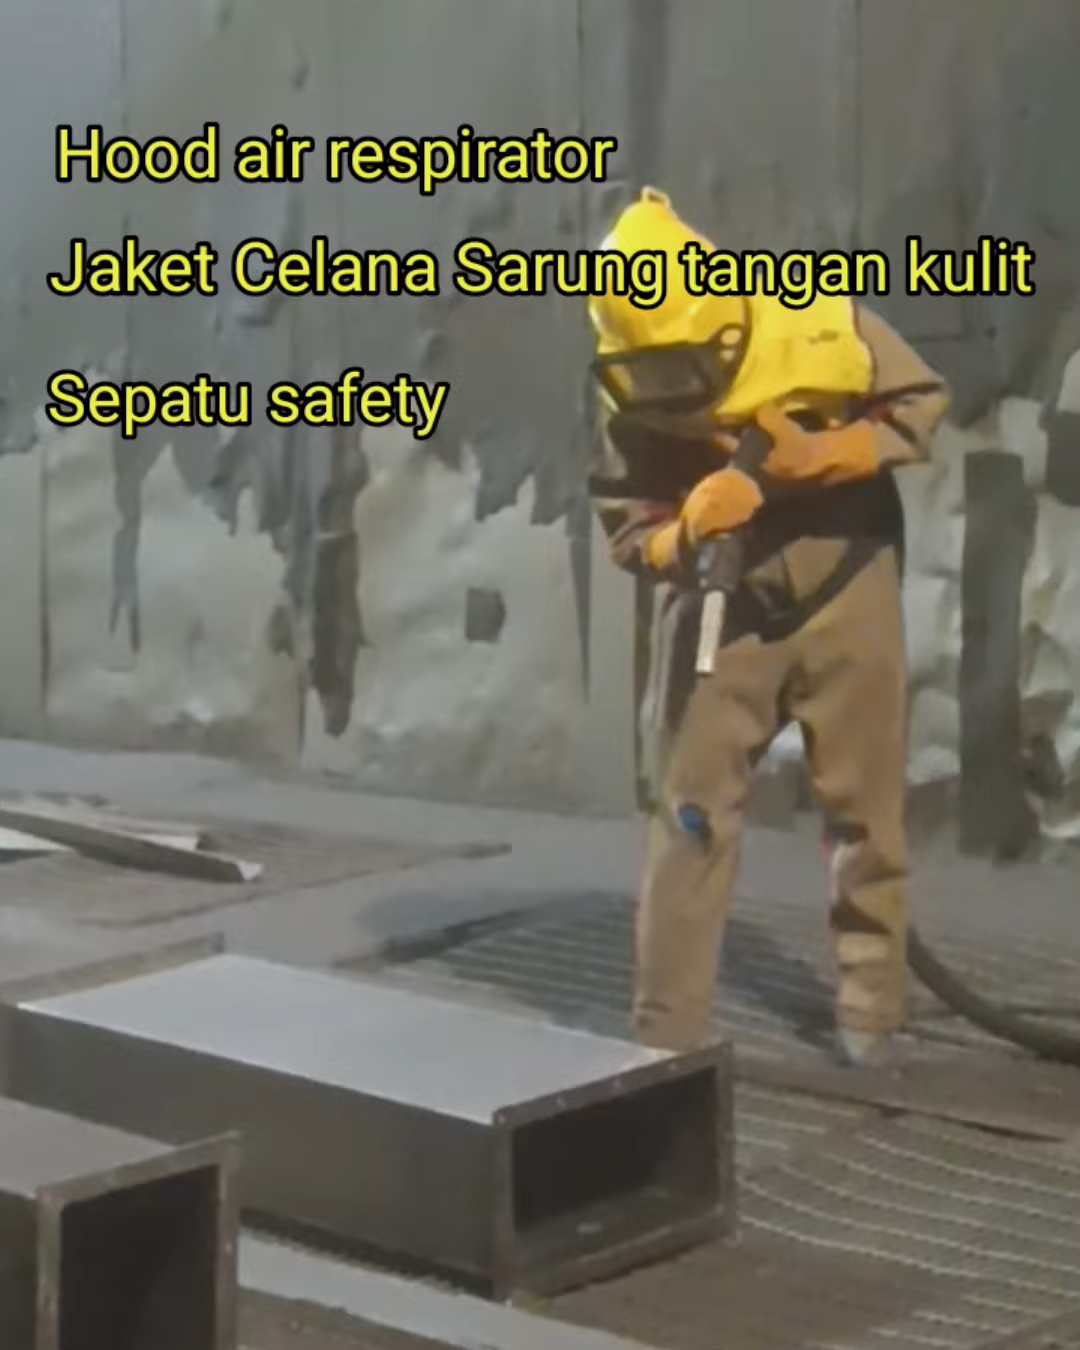 Hood air respirator
Jaket Celana Sarung tangan kulit
Sepatu safety